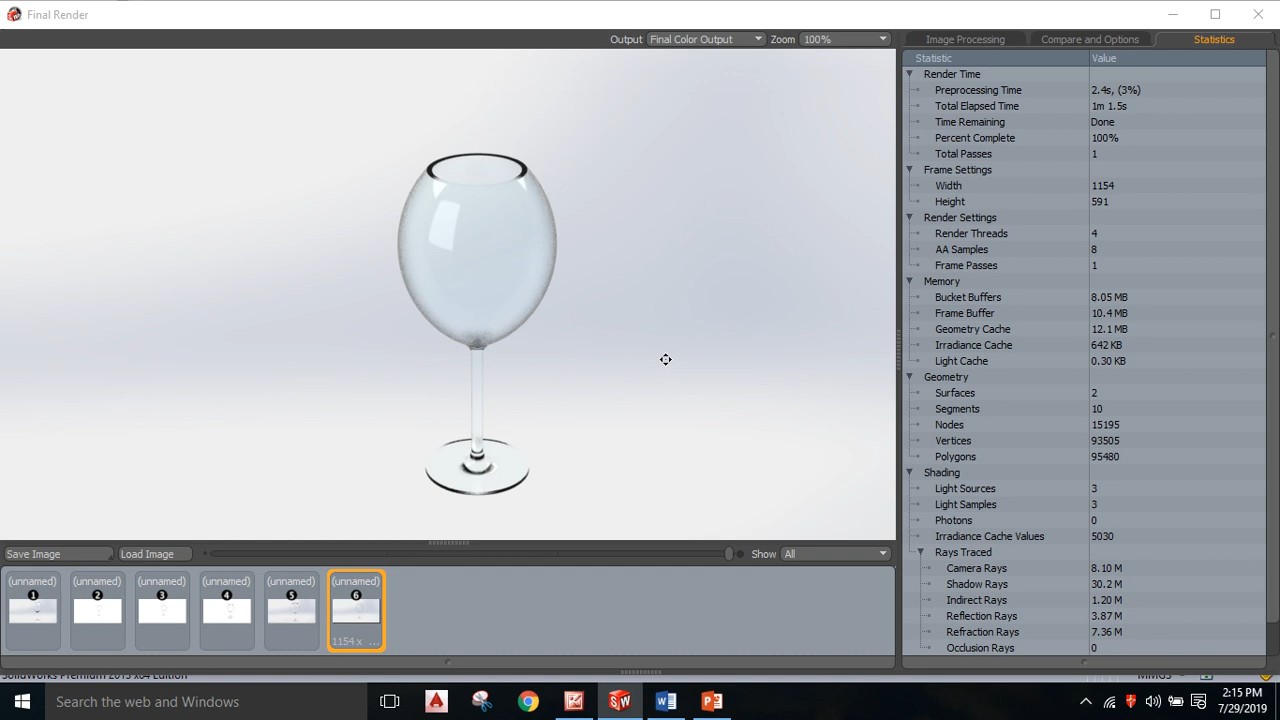 Final Render
Output Final Color Output Zoom 100%
Image Processing Compare and Options Statistics
Statistic Value
Render Time
Preprocessing Time 2.4s, (3%)
Total Elapsed Time 1m 1.5s
Time Remaining Done
Percent Complete 100%
Total Passes 1
Frame Settings
Width 1154
Height 591
Render Settings
Render Threads 4
AA Samples 8
Frame Passes 1
Memory
Bucket Buffers 8.05 MB
Frame Buffer 10.4 MB
Geometry Cache 12.1 MB
Irradiance Cache 642 KB
Light Cache 0.30 KB
Geometry
Surfaces 2
Segments 10
Nodes 15195
Vertices 93505
Polygons 95480
Shading
Light Sources 3
Light Samples 3
Photons 0
Irradiance Cache Values 5030
Rays Traced
Camera Rays 8.10 M
Shadow Rays 30.2 M
Indirect Rays 1.20 M
Reflection Rays 3.87 M
Refraction Rays 7.36 M
Occlusion Rays 0
Save Image Load Image Show All
(unnamed) (unnamed) (unnamed) (unnamed) (unnamed) (unnamed)
1 2 3 4 5 6
1154 x ...
SolidWorks Premium 2015 x64 Edition MMGS
Search the web and Windows
2:15 PM
7/29/2019